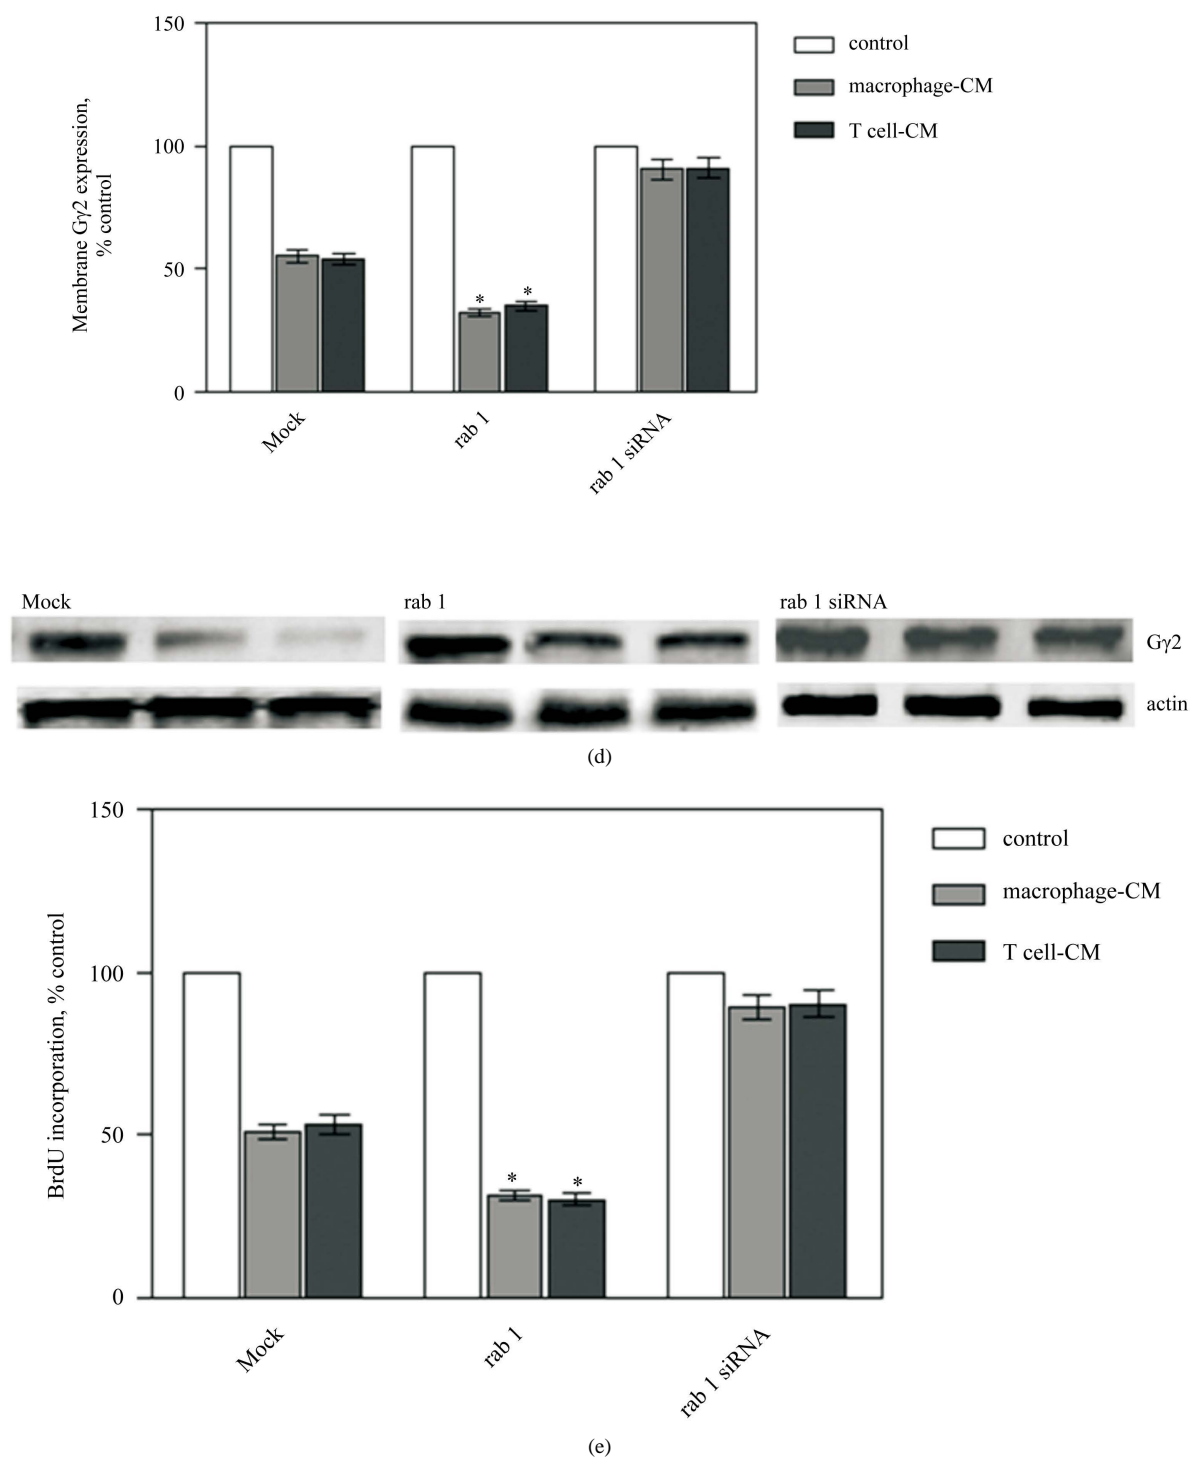 150
100
50
0
Membrane Gγ2 expression,
% control
control
macrophage-CM
T cell-CM
*
*
Mock
rab 1
rab 1 siRNA
Mock
rab 1
rab 1 siRNA
Gγ2
actin
(d)
150
100
50
0
BrdU incorporation, % control
control
macrophage-CM
T cell-CM
*
*
Mock
rab 1
rab 1 siRNA
(e)